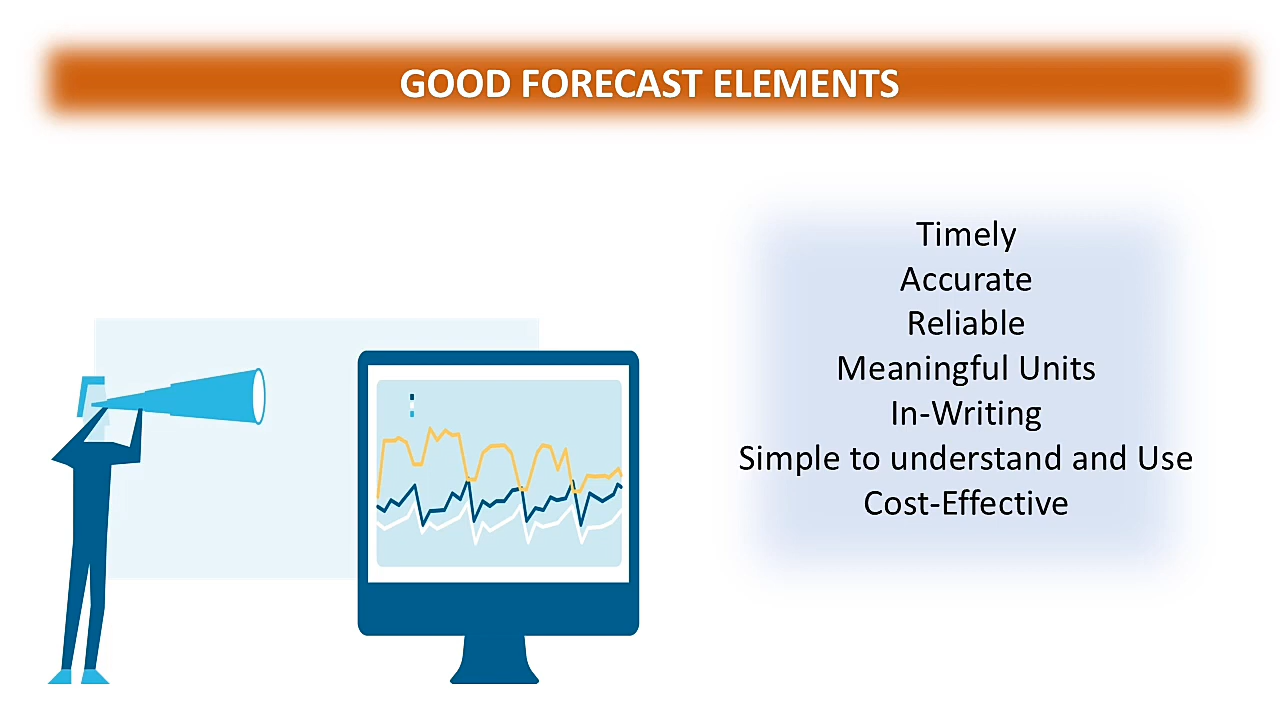 GOOD FORECAST ELEMENTS
Timely
Accurate
Reliable
Meaningful Units
In-Writing
Simple to understand and Use
Cost-Effective